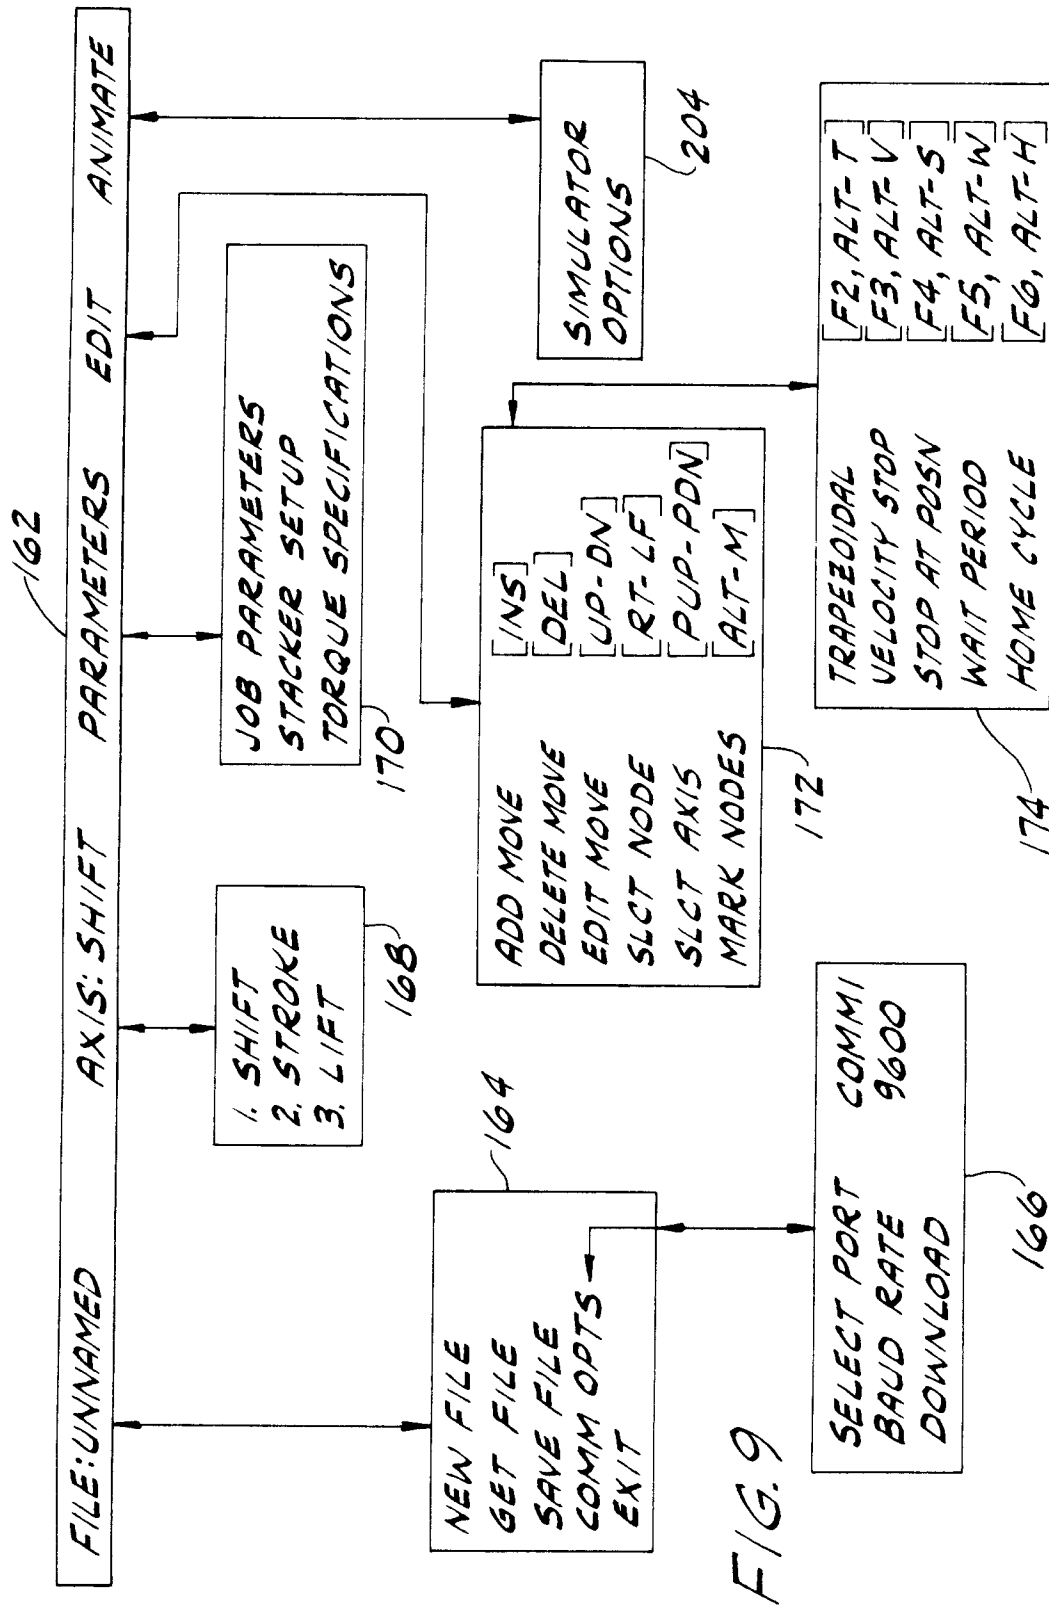 162
FILE:UNNAMED AXIS: SHIFT PARAMETERS EDIT ANIMATE
NEW FILE
GET FILE
SAVE FILE
COMM OPTS
EXIT
164
SELECT PORT COMM1
BAUD RATE 9600
DOWNLOAD
166
1. SHIFT
2. STROKE
3. LIFT
168
JOB PARAMETERS
STACKER SETUP
TORQUE SPECIFICATIONS
170
ADD MOVE [INS]
DELETE MOVE [DEL]
EDIT MOVE [UP-DN]
SLCT NODE [RT-LF]
SLCT AXIS [PUP-PDN]
MARK NODES [ALT-M]
172
TRAPEZOIDAL [F2, ALT-T]
VELOCITY STOP [F3, ALT-V]
STOP AT POSN [F4, ALT-S]
WAIT PERIOD [F5, ALT-W]
HOME CYCLE [F6, ALT-H]
174
SIMULATOR
OPTIONS
204
FIG. 9